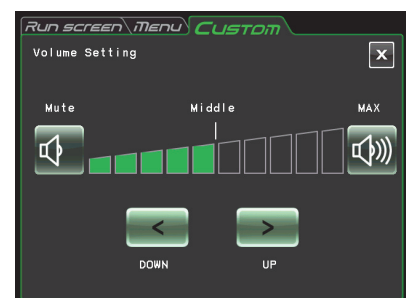 Run screen Menu Custom
Volume Setting
X
Mute Middle MAX
< >
DOWN UP